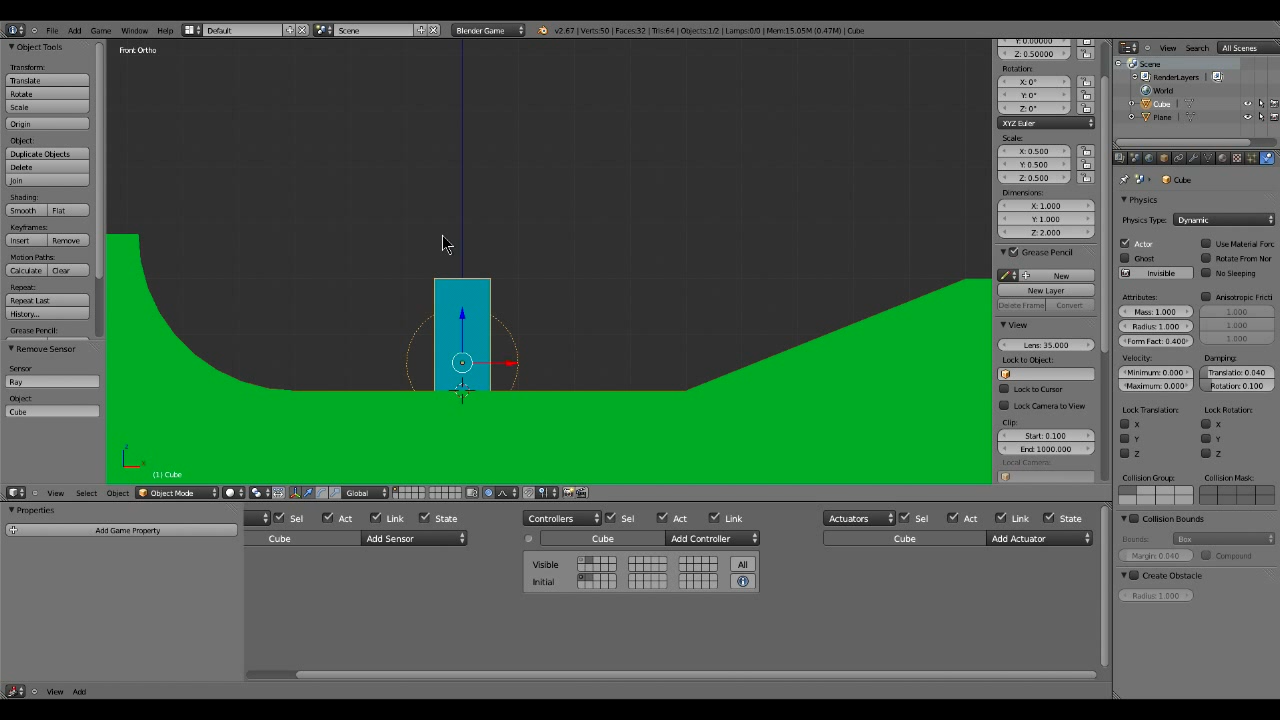 File Add Game Window Help Default Scene Blender Game v2.67 | Verts:50 | Faces:32 | Tris:64 | Objects:1/2 | Lamps:0/0 | Mem:15.05M (0.47M) | Cube
Object Tools
Transform:
Translate
Rotate
Scale
Origin
Object:
Duplicate Objects
Delete
Join
Shading:
Smooth Flat
Keyframes:
Insert Remove
Motion Paths:
Calculate Clear
Repeat:
Repeat Last
History...
Grease Pencil:
Remove Sensor
Sensor
Ray
Object:
Cube
Front Ortho
z
x
(1) Cube
Y: 0.00000
Z: 0.50000
Rotation:
X: 0°
Y: 0°
Z: 0°
XYZ Euler
Scale:
X: 0.500
Y: 0.500
Z: 0.500
Dimensions:
X: 1.000
Y: 1.000
Z: 2.000
Grease Pencil
New
New Layer
Delete Frame Convert
View
Lens: 35.000
Lock to Object:
Lock to Cursor
Lock Camera to View
Clip:
Start: 0.100
End: 1000.000
Local Camera:
View Search All Scenes
Scene
RenderLayers |
World
Cube |
Plane |
Cube
Physics
Physics Type: Dynamic
Actor Use Material Forc
Ghost Rotate From Nor
Invisible No Sleeping
Attributes: Anisotropic Fricti
Mass: 1.000 1.000
Radius: 1.000 1.000
Form Fact: 0.400 1.000
Velocity: Damping:
Minimum: 0.000 Translatio: 0.040
Maximum: 0.000 Rotation: 0.100
Lock Translation: Lock Rotation:
X X
Y Y
Z Z
Collision Group: Collision Mask:
Collision Bounds
Bounds: Box
Margin: 0.040 Compound
Create Obstacle
Radius: 1.000
View Select Object Object Mode Global
Properties
Add Game Property
Sel Act Link State
Cube Add Sensor
Controllers Sel Act Link
Cube Add Controller
Visible All
Initial
Actuators Sel Act Link State
Cube Add Actuator
View Add